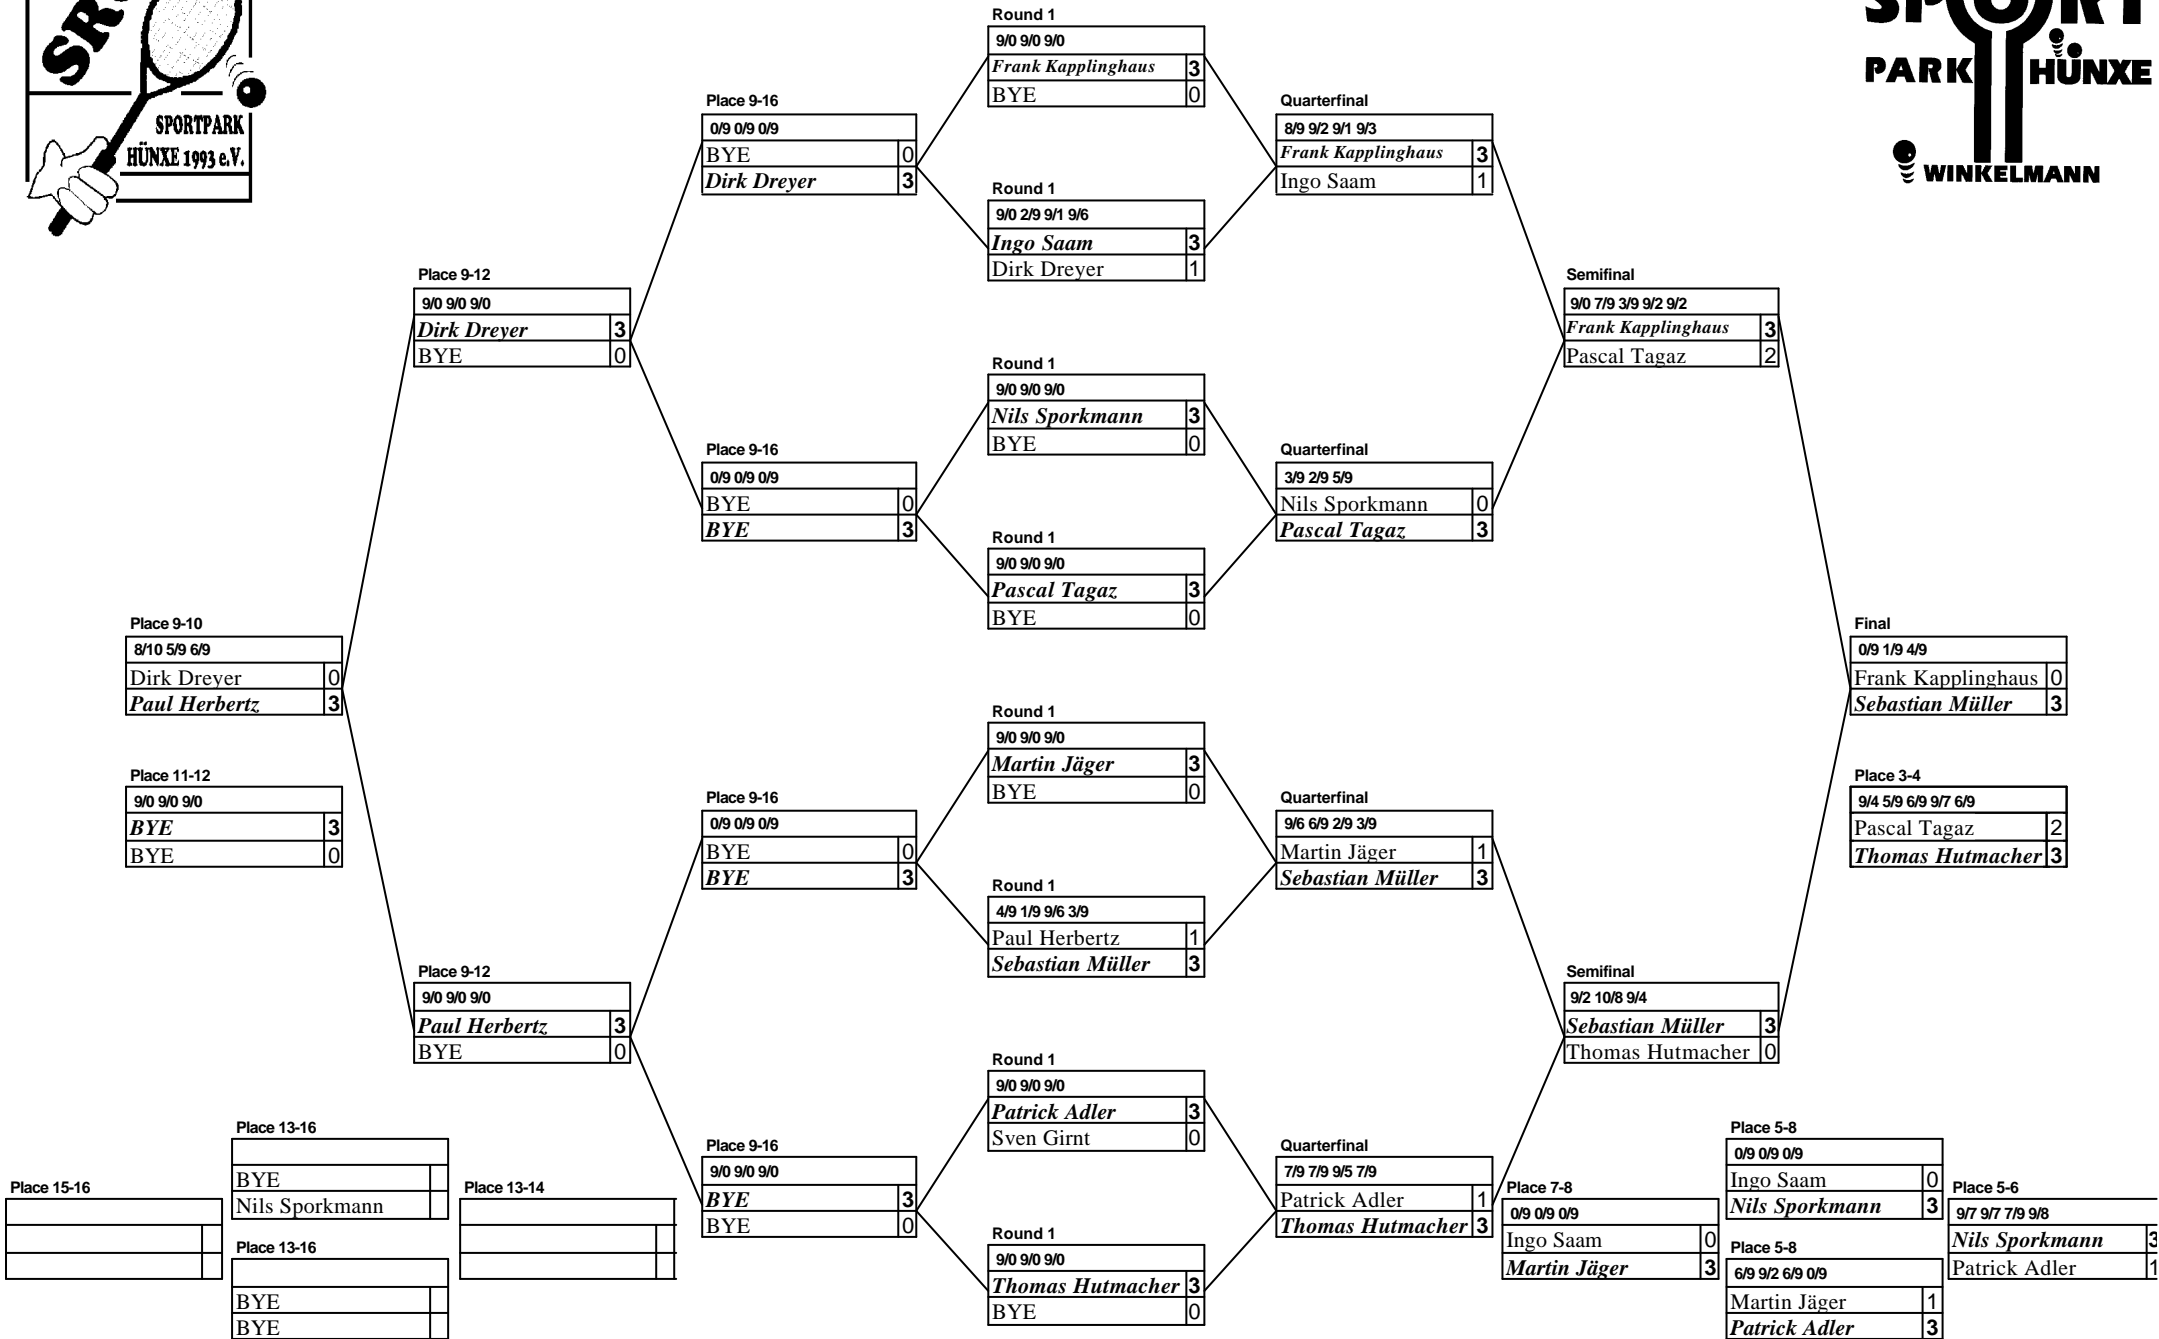 SPORTPARK
HÜNXE 1993 e.V.
PARK HÜNXE
WINKELMANN
Round 1
9/0 9/0 9/0
Frank Kapplinghaus 3
BYE 0
Place 9-16
0/9 0/9 0/9
BYE 0
Dirk Dreyer 3
Quarterfinal
8/9 9/2 9/1 9/3
Frank Kapplinghaus 3
Ingo Saam 1
Round 1
9/0 2/9 9/1 9/6
Ingo Saam 3
Dirk Dreyer 1
Place 9-12
9/0 9/0 9/0
Dirk Dreyer 3
BYE 0
Semifinal
9/0 7/9 3/9 9/2 9/2
Frank Kapplinghaus 3
Pascal Tagaz 2
Round 1
9/0 9/0 9/0
Nils Sporkmann 3
BYE 0
Place 9-16
0/9 0/9 0/9
BYE 0
BYE 3
Quarterfinal
3/9 2/9 5/9
Nils Sporkmann 0
Pascal Tagaz 3
Round 1
9/0 9/0 9/0
Pascal Tagaz 3
BYE 0
Place 9-10
8/10 5/9 6/9
Dirk Dreyer 0
Paul Herbertz 3
Final
0/9 1/9 4/9
Frank Kapplinghaus 0
Sebastian Müller 3
Round 1
9/0 9/0 9/0
Martin Jäger 3
BYE 0
Place 11-12
9/0 9/0 9/0
BYE 3
BYE 0
Place 3-4
9/4 5/9 6/9 9/7 6/9
Pascal Tagaz 2
Thomas Hutmacher 3
Place 9-16
0/9 0/9 0/9
BYE 0
BYE 3
Quarterfinal
9/6 6/9 2/9 3/9
Martin Jäger 1
Sebastian Müller 3
Round 1
4/9 1/9 9/6 3/9
Paul Herbertz 1
Sebastian Müller 3
Place 9-12
9/0 9/0 9/0
Paul Herbertz 3
BYE 0
Semifinal
9/2 10/8 9/4
Sebastian Müller 3
Thomas Hutmacher 0
Round 1
9/0 9/0 9/0
Patrick Adler 3
Sven Girnt 0
Place 13-16
BYE
Nils Sporkmann
Place 9-16
9/0 9/0 9/0
BYE 3
BYE 0
Quarterfinal
7/9 7/9 9/5 7/9
Patrick Adler 1
Thomas Hutmacher 3
Place 5-8
0/9 0/9 0/9
Ingo Saam 0
Nils Sporkmann 3
Place 15-16
Place 13-14
Place 7-8
0/9 0/9 0/9
Ingo Saam 0
Martin Jäger 3
Place 5-6
9/7 9/7 7/9 9/8
Nils Sporkmann 3
Patrick Adler 1
Round 1
9/0 9/0 9/0
Thomas Hutmacher 3
BYE 0
Place 13-16
BYE
BYE
Place 5-8
6/9 9/2 6/9 0/9
Martin Jäger 1
Patrick Adler 3